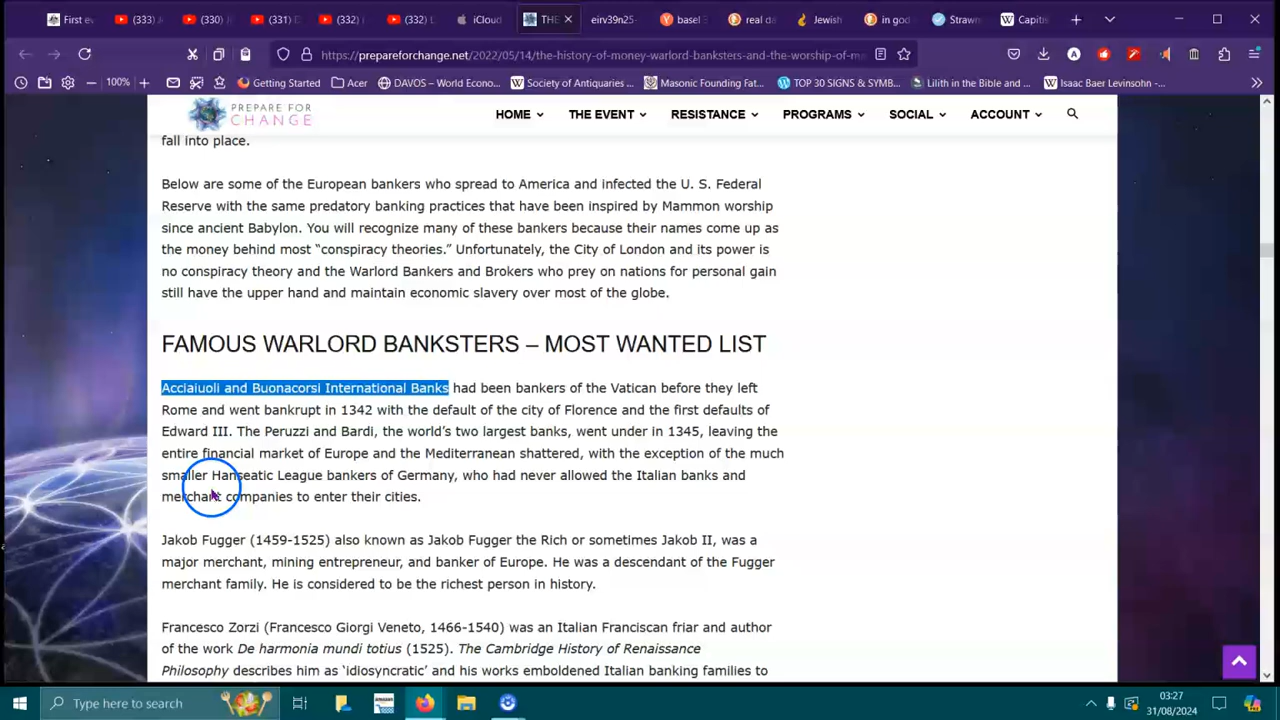 First e
(333) J
(330) J
(331) D
(332)
(332) L
iCloud
THE
eirv39n25-
basel 3
real da
Jewish
in god
Strawn
Capiti
https://prepareforchange.net/2022/05/14/the-history-of-money-warlord-banksters-and-the-worship-of-m
100%
Getting Started
Acer
DAVOS – World Econo...
Society of Antiquaries ...
Masonic Founding Fat...
TOP 30 SIGNS & SYMB...
Lilith in the Bible and ...
Isaac Baer Levinsohn -...
PREPARE FOR
CHANGE
HOME
THE EVENT
RESISTANCE
PROGRAMS
SOCIAL
ACCOUNT
fall into place.
Below are some of the European bankers who spread to America and infected the U. S. Federal
Reserve with the same predatory banking practices that have been inspired by Mammon worship
since ancient Babylon. You will recognize many of these bankers because their names come up as
the money behind most “conspiracy theories.” Unfortunately, the City of London and its power is
no conspiracy theory and the Warlord Bankers and Brokers who prey on nations for personal gain
still have the upper hand and maintain economic slavery over most of the globe.
FAMOUS WARLORD BANKSTERS – MOST WANTED LIST
Acciaiuoli and Buonacorsi International Banks had been bankers of the Vatican before they left
Rome and went bankrupt in 1342 with the default of the city of Florence and the first defaults of
Edward III. The Peruzzi and Bardi, the world’s two largest banks, went under in 1345, leaving the
entire financial market of Europe and the Mediterranean shattered, with the exception of the much
smaller Hanseatic League bankers of Germany, who had never allowed the Italian banks and
merchant companies to enter their cities.
Jakob Fugger (1459-1525) also known as Jakob Fugger the Rich or sometimes Jakob II, was a
major merchant, mining entrepreneur, and banker of Europe. He was a descendant of the Fugger
merchant family. He is considered to be the richest person in history.
Francesco Zorzi (Francesco Giorgi Veneto, 1466-1540) was an Italian Franciscan friar and author
of the work De harmonia mundi totius (1525). The Cambridge History of Renaissance
Philosophy describes him as ‘idiosyncratic’ and his works emboldened Italian banking families to
Type here to search
03:27
31/08/2024